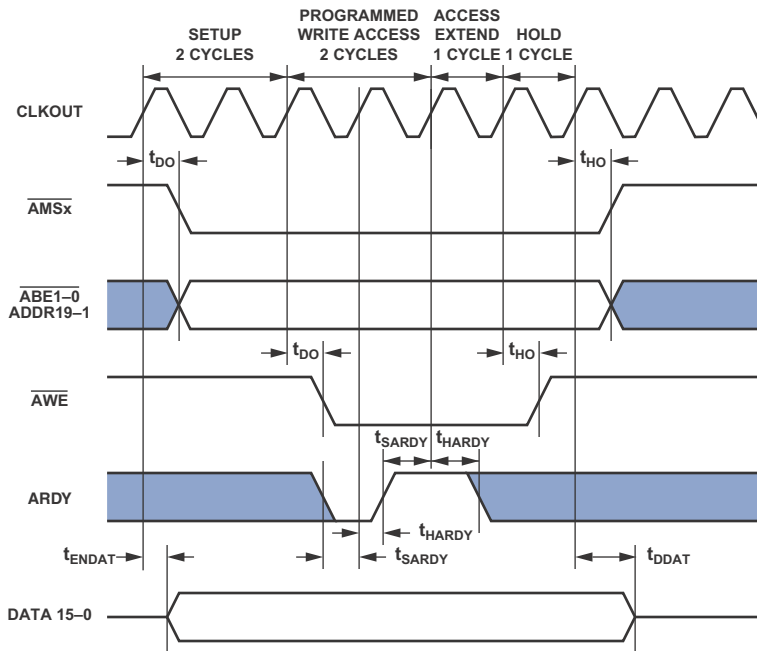 SETUP
2 CYCLES
PROGRAMMED
WRITE ACCESS
2 CYCLES
ACCESS
EXTEND
1 CYCLE
HOLD
1 CYCLE
CLKOUT
tDO
tHO
AMSx
ABE1–0
ADDR19–1
tDO
tHO
AWE
tSARDY
tHARDY
ARDY
tHARDY
tENDAT
tSARDY
tDDAT
DATA 15–0